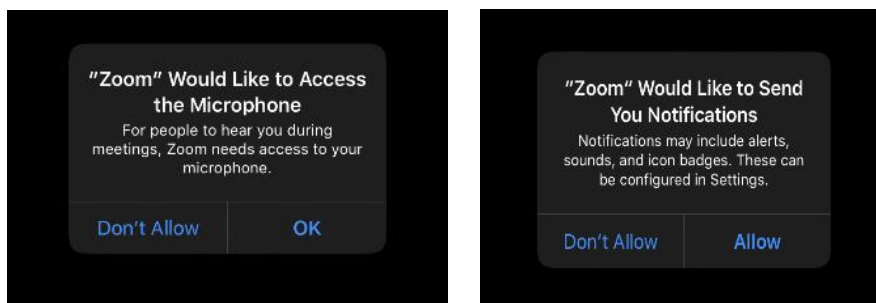 "Zoom" Would Like to Access
the Microphone
For people to hear you during
meetings, Zoom needs access to your
microphone.
Don't Allow
OK
"Zoom" Would Like to Send
You Notifications
Notifications may include alerts,
sounds, and icon badges. These can
be configured in Settings.
Don't Allow
Allow